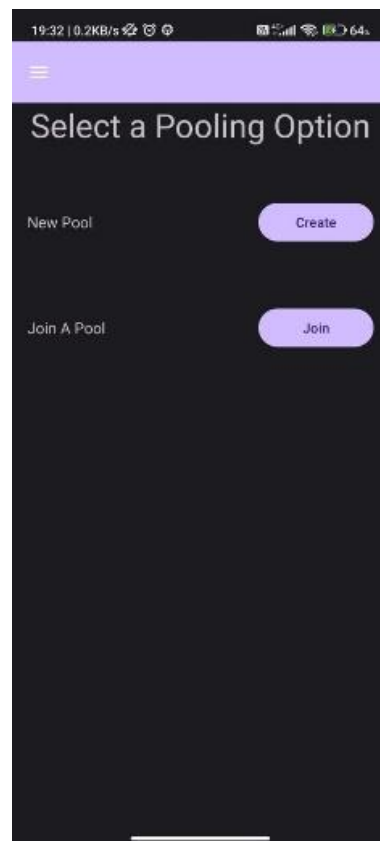 19:32 | 0.2KB/s
64
Select a Pooling Option
New Pool
Create
Join A Pool
Join